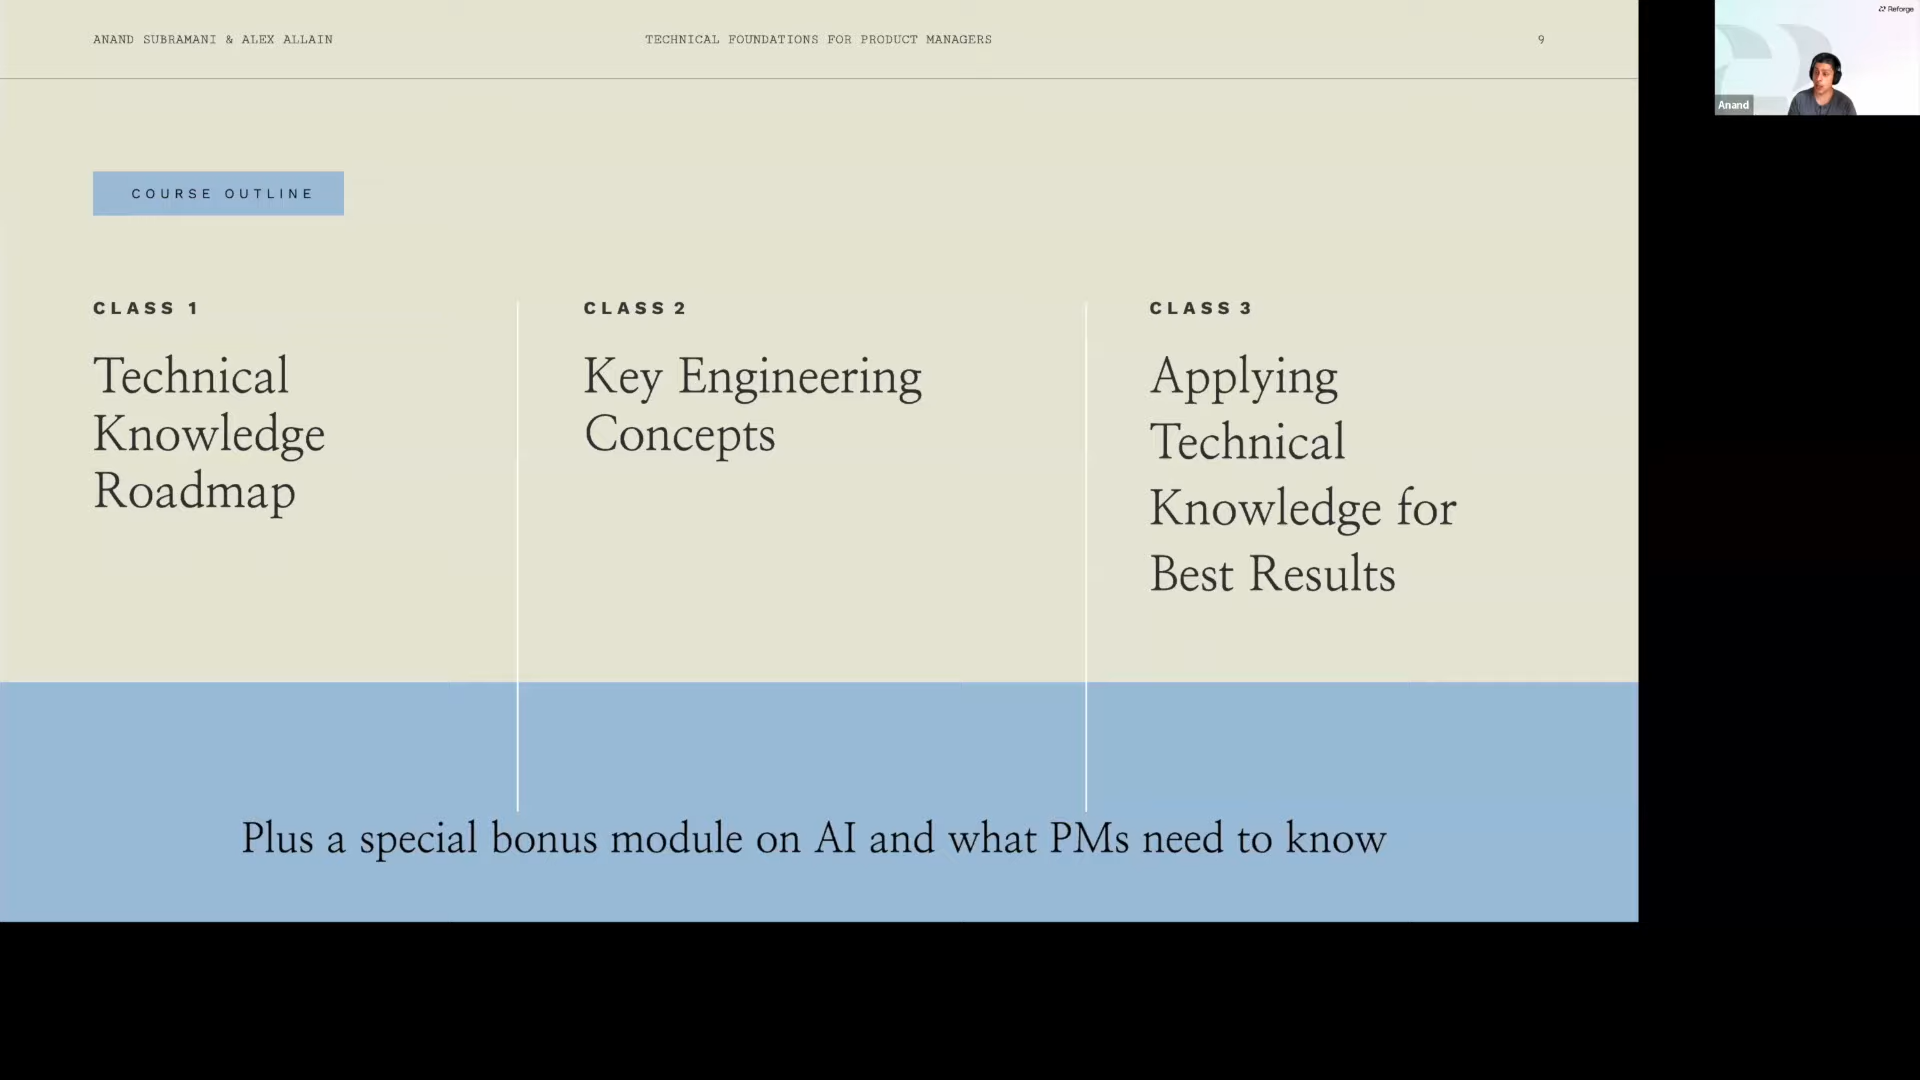 ANAND SUBRAMANI & ALEX ALLAIN
TECHNICAL FOUNDATIONS FOR PRODUCT MANAGERS
9
Reforge
Anand
COURSE OUTLINE
CLASS 1
Technical
Knowledge
Roadmap
CLASS 2
Key Engineering
Concepts
CLASS 3
Applying
Technical
Knowledge for
Best Results
Plus a special bonus module on AI and what PMs need to know